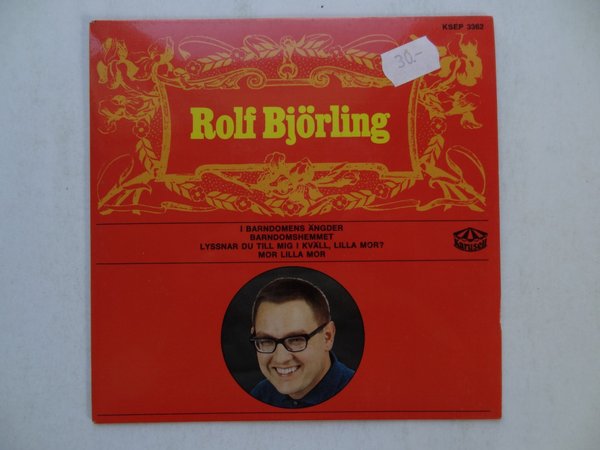 KSEP 3362
30.-
Rolf Björling
I BARNDOMENS ÄNGDER
BARNDOMSHEMMET
LYSSNAR DU TILL MIG I KVÄLL, LILLA MOR?
MOR LILLA MOR
Karusell